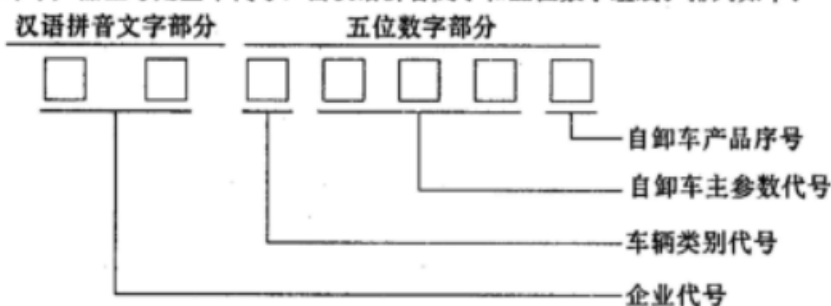 汉语拼音文字部分 五位数字部分
自卸车产品序号
自卸车主参数代号
车辆类别代号
企业代号